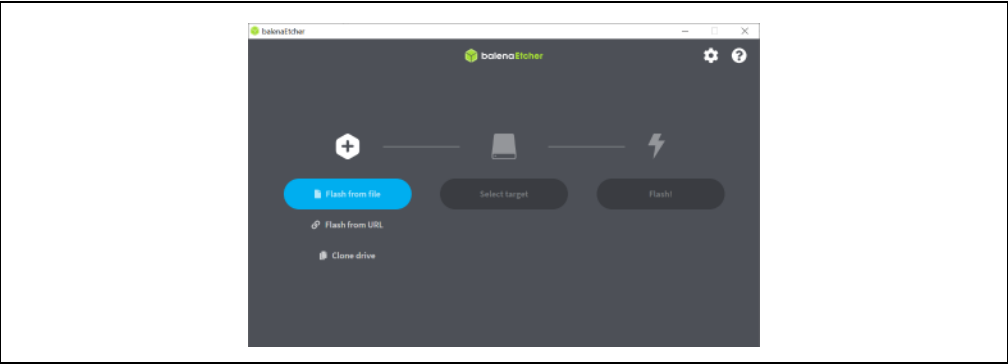 balenaEtcher
balenaEtcher
Flash from file
Select target
Flash!
Flash from URL
Clone drive